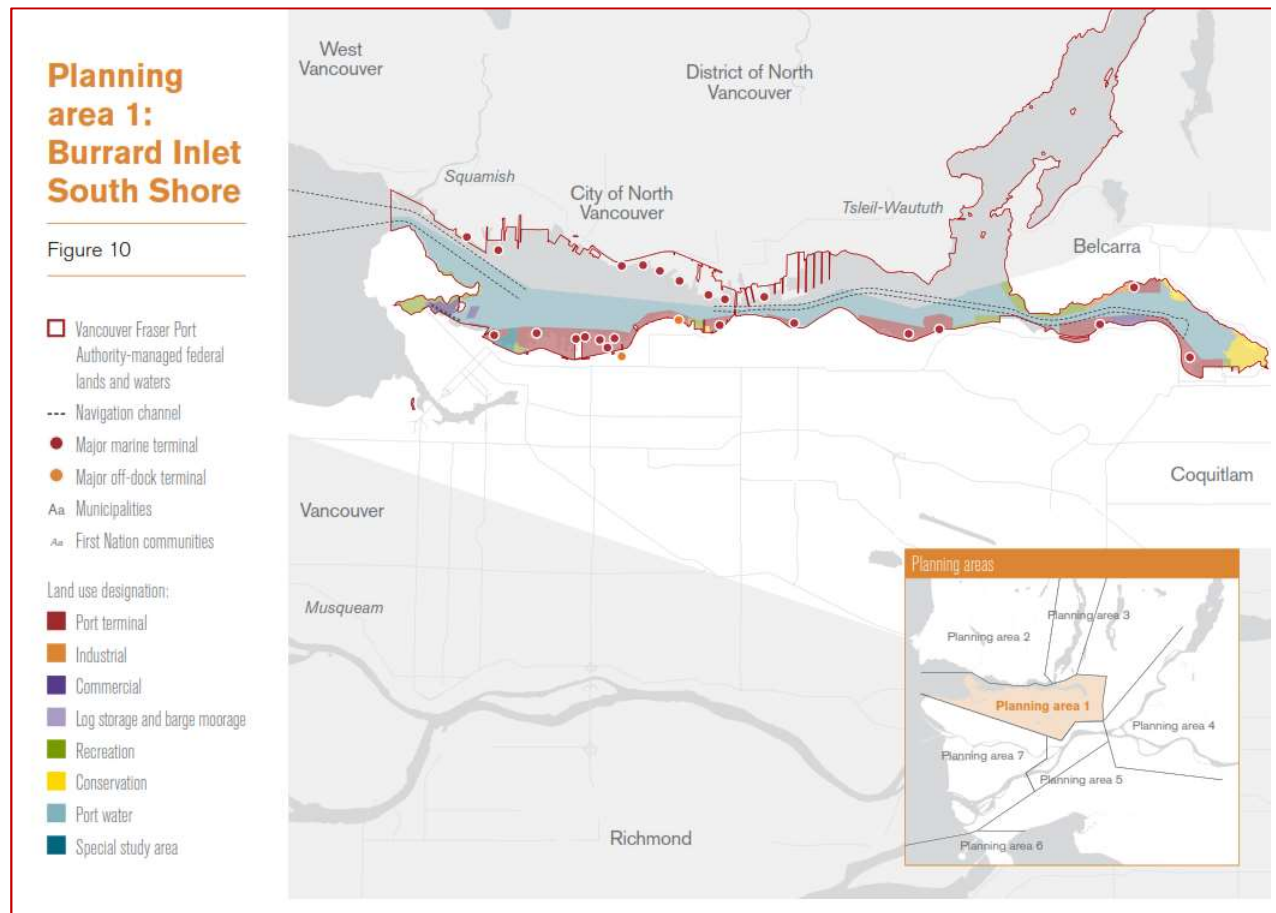 Planning
area 1:
Burrard Inlet
South Shore
Figure 10
Vancouver Fraser Port
Authority-managed federal
lands and waters
Navigation channel
Major marine terminal
Major off-dock terminal
Aa Municipalities
Aa First Nation communities
Land use designation:
Port terminal
Industrial
Commercial
Log storage and barge moorage
Recreation
Conservation
Port water
Special study area
West
Vancouver
District of North
Vancouver
Squamish
City of North
Vancouver
Tsleil-Waututh
Belcarra
Coquitlam
Vancouver
Musqueam
Richmond
Planning areas
Planning area 3
Planning area 2
Planning area 1
Planning area 4
Planning area 7
Planning area 5
Planning area 6